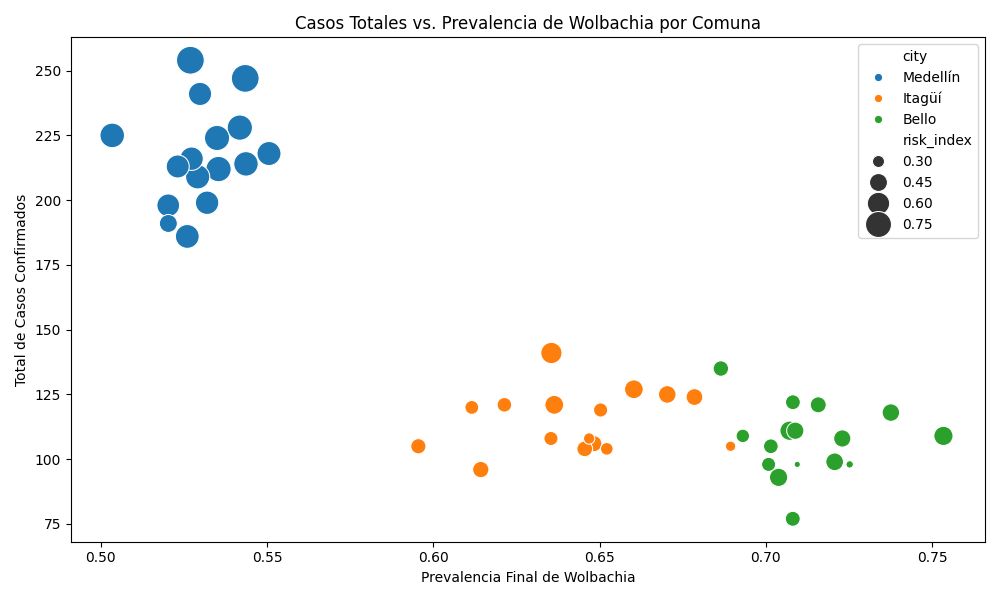 Casos Totales vs. Prevalencia de Wolbachia por Comuna
Total de Casos Confirmados
250
225
200
175
150
125
100
75
0.50
0.55
0.60
0.65
0.70
0.75
Prevalencia Final de Wolbachia
city
Medellín
Itagüí
Bello
risk_index
0.30
0.45
0.60
0.75